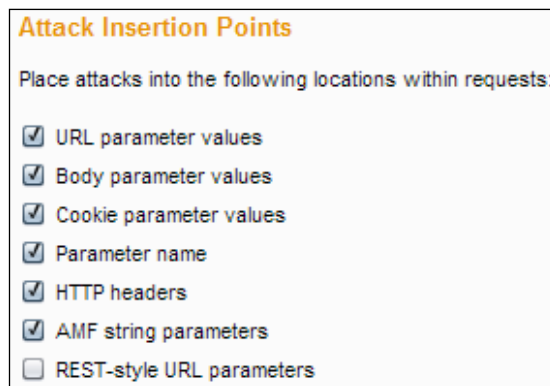 Attack Insertion Points
Place attacks into the following locations within requests:
URL parameter values
Body parameter values
Cookie parameter values
Parameter name
HTTP headers
AMF string parameters
REST-style URL parameters